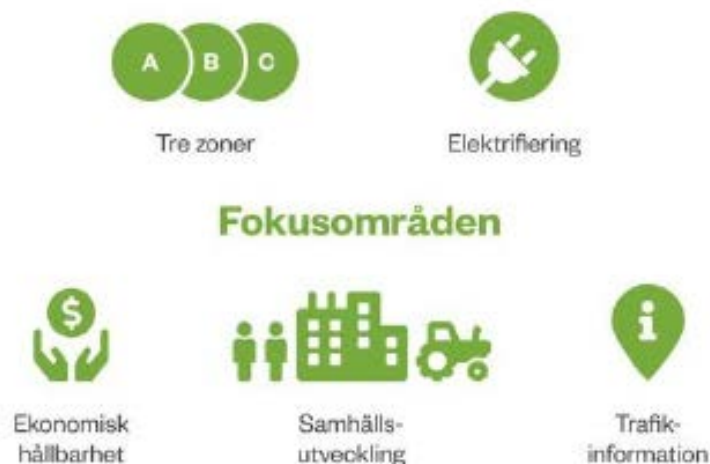 A B C
Tre zoner
Elektrifiering
Fokusområden
$
Ekonomisk
hållbarhet
Samhälls-
utveckling
i
Trafik-
information